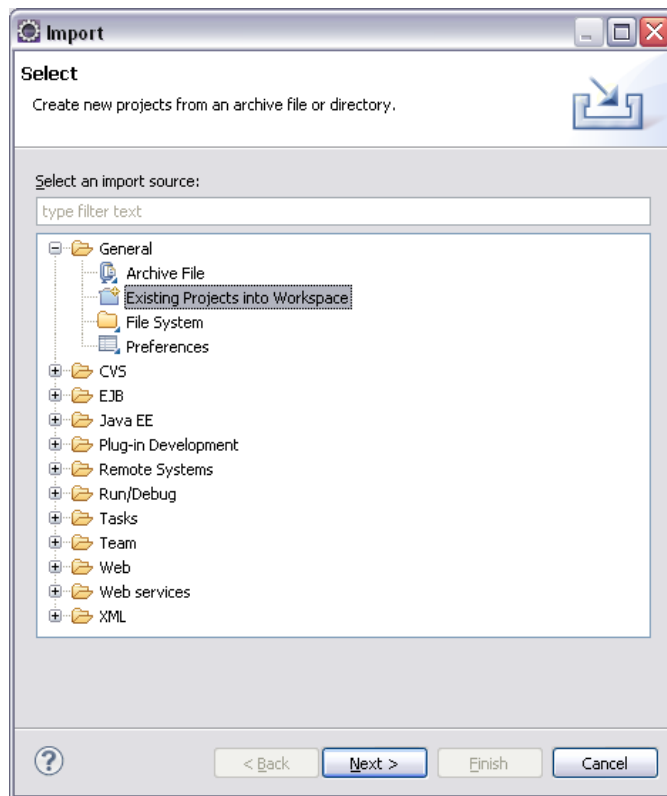 Import
Select
Create new projects from an archive file or directory.
Select an import source:
type filter text
General
Archive File
Existing Projects into Workspace
File System
Preferences
CVS
EJB
Java EE
Plug-in Development
Remote Systems
Run/Debug
Tasks
Team
Web
Web services
XML
? < Back Next > Finish Cancel